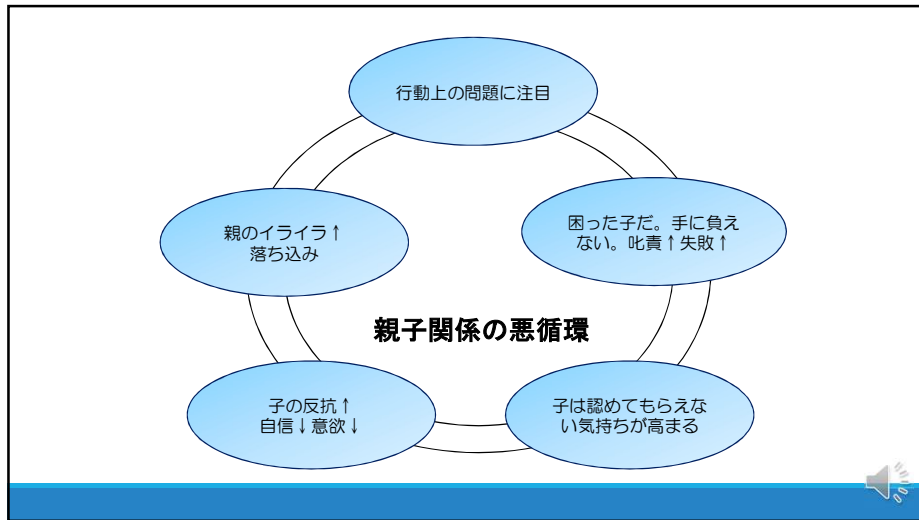 行動上の問題に注目
困った子だ。手に負え
ない。叱責↑失敗↑
子は認めてもらえな
い気持ちが高まる
子の反抗↑
自信↓意欲↓
親のイライラ↑
落ち込み
親子関係の悪循環